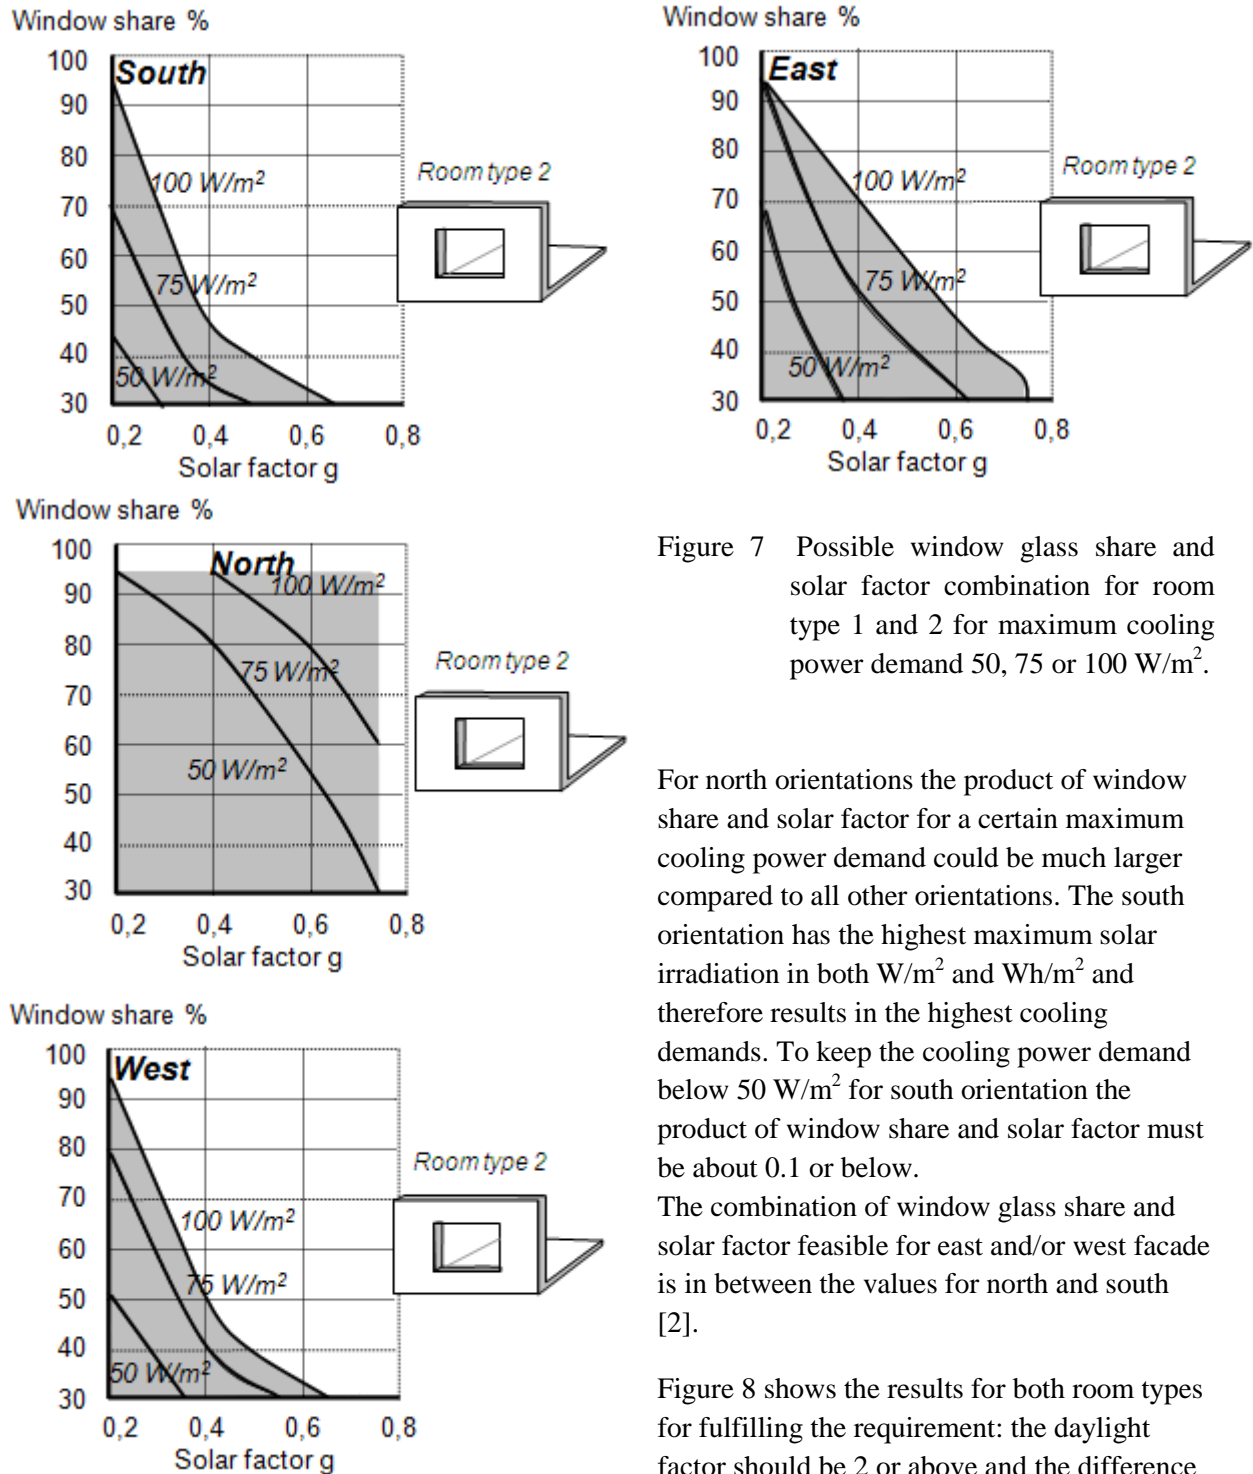 Window share %
100
90
80
70
60
50
40
30
South
100 W/m²
75 W/m²
50 W/m²
0,2 0,4 0,6 0,8
Solar factor g
Room type 2
Window share %
100
90
80
70
60
50
40
30
East
100 W/m²
75 W/m²
50 W/m²
0,2 0,4 0,6 0,8
Solar factor g
Room type 2
Window share %
100
90
80
70
60
50
40
30
North
100 W/m²
75 W/m²
50 W/m²
0,2 0,4 0,6 0,8
Solar factor g
Room type 2
Window share %
100
90
80
70
60
50
40
30
West
100 W/m²
75 W/m²
50 W/m²
0,2 0,4 0,6 0,8
Solar factor g
Room type 2
Figure 7 Possible window glass share and
solar factor combination for room
type 1 and 2 for maximum cooling
power demand 50, 75 or 100 W/m².
For north orientations the product of window
share and solar factor for a certain maximum
cooling power demand could be much larger
compared to all other orientations. The south
orientation has the highest maximum solar
irradiation in both W/m² and Wh/m² and
therefore results in the highest cooling
demands. To keep the cooling power demand
below 50 W/m² for south orientation the
product of window share and solar factor must
be about 0.1 or below.
The combination of window glass share and
solar factor feasible for east and/or west facade
is in between the values for north and south
[2].
Figure 8 shows the results for both room types
for fulfilling the requirement: the daylight
factor should be 2 or above and the difference